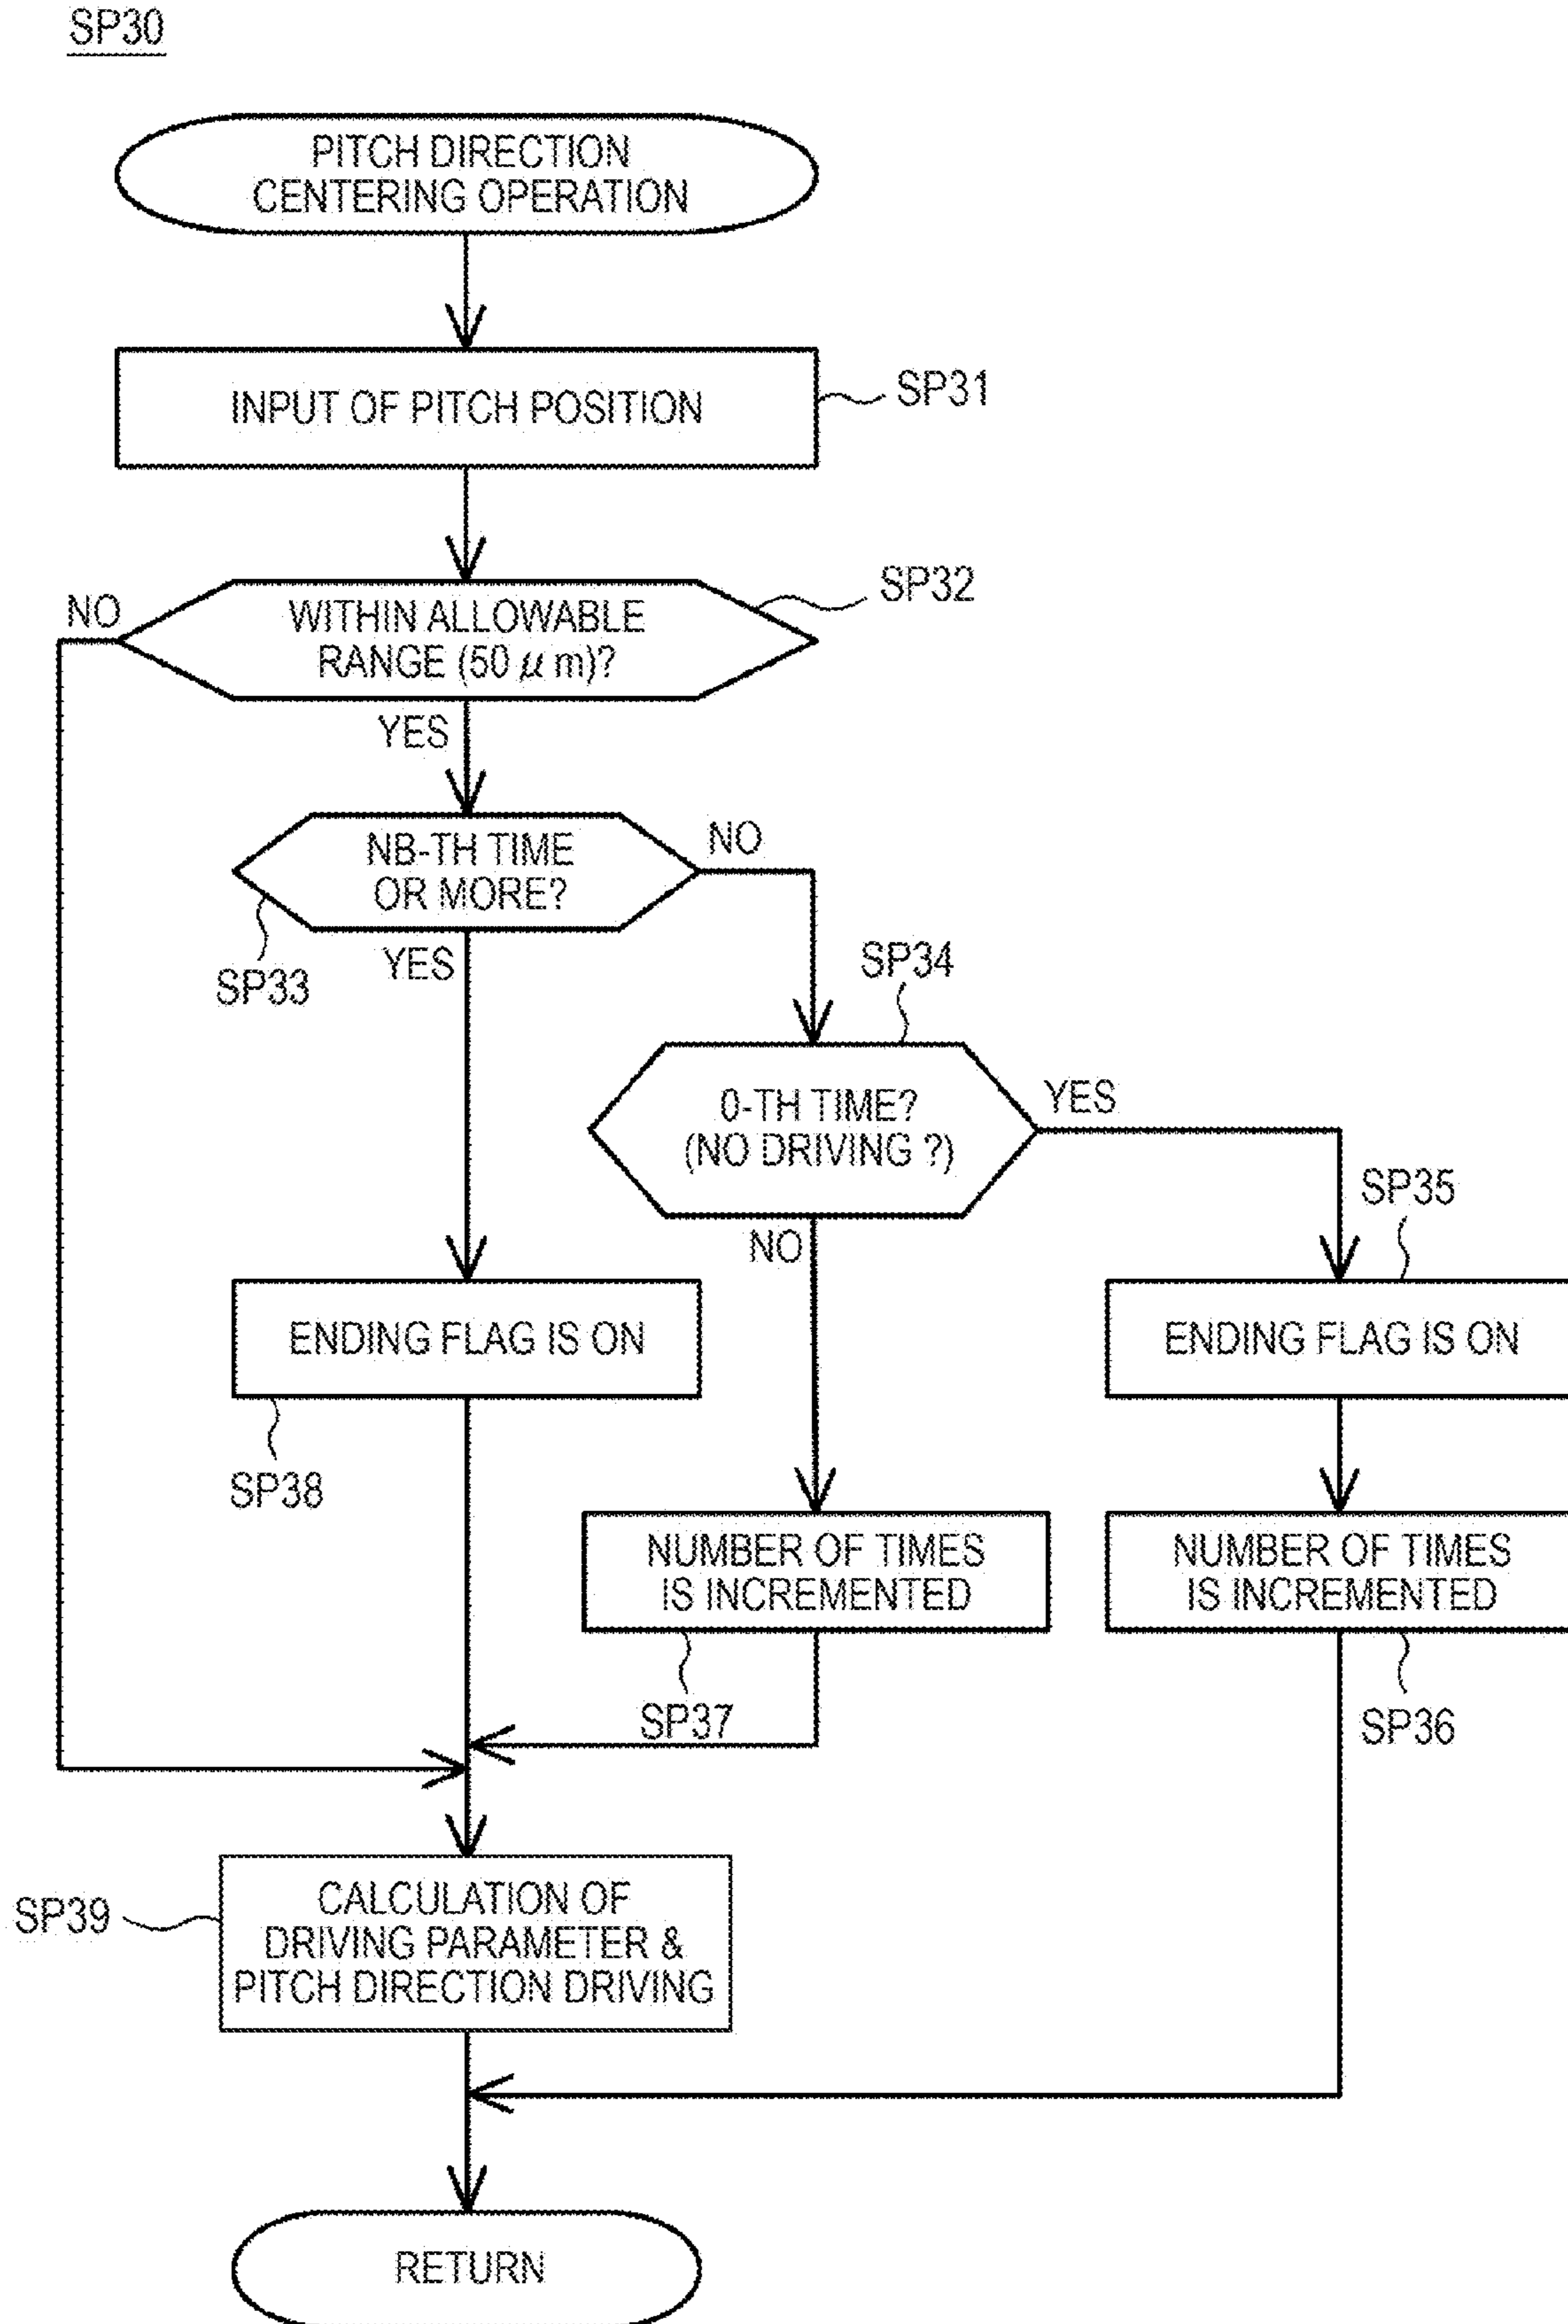 SP30
PITCH DIRECTION
CENTERING OPERATION
INPUT OF PITCH POSITION
SP31
NO
WITHIN ALLOWABLE
RANGE (50 μm)?
SP32
YES
NB-TH TIME
OR MORE?
NO
SP33
YES
SP34
0-TH TIME?
(NO DRIVING ?)
YES
NO
SP35
ENDING FLAG IS ON
ENDING FLAG IS ON
SP38
NUMBER OF TIMES
IS INCREMENTED
NUMBER OF TIMES
IS INCREMENTED
SP37
SP36
CALCULATION OF
DRIVING PARAMETER &
PITCH DIRECTION DRIVING
SP39
RETURN